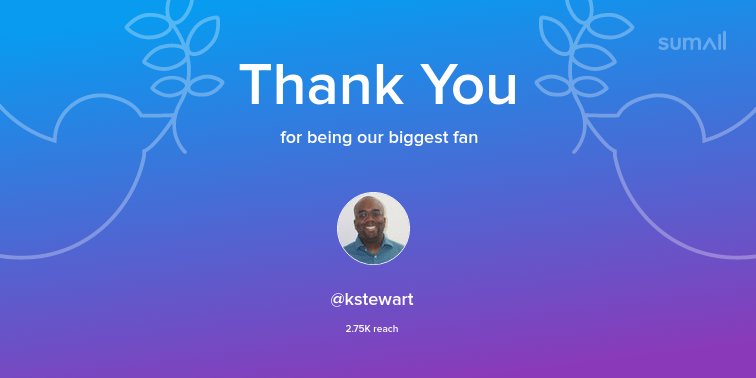 sumall
Thank You
for being our biggest fan
@kstewart
2.75K reach